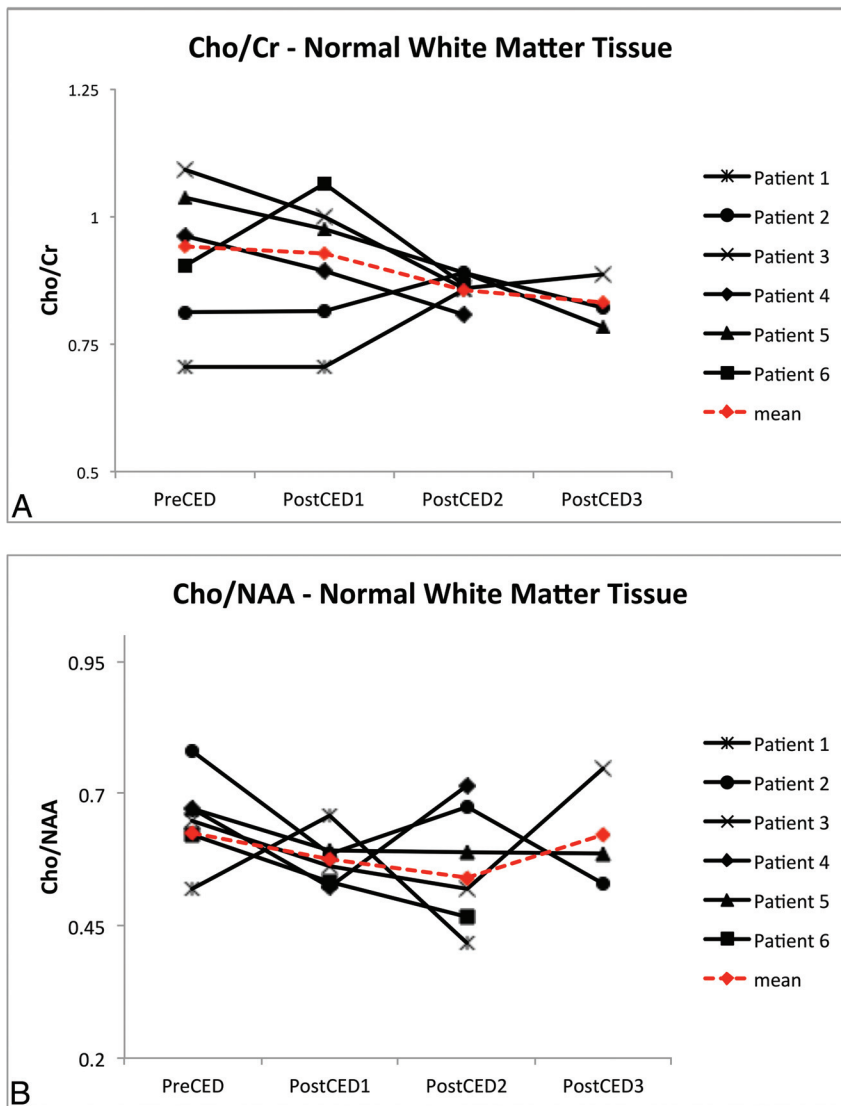 Cho/Cr - Normal White Matter Tissue
1.25
1
0.75
0.5
Cho/Cr
PreCED PostCED1 PostCED2 PostCED3
Patient 1
Patient 2
Patient 3
Patient 4
Patient 5
Patient 6
mean
A
Cho/NAA - Normal White Matter Tissue
0.95
0.7
0.45
0.2
Cho/NAA
PreCED PostCED1 PostCED2 PostCED3
Patient 1
Patient 2
Patient 3
Patient 4
Patient 5
Patient 6
mean
B